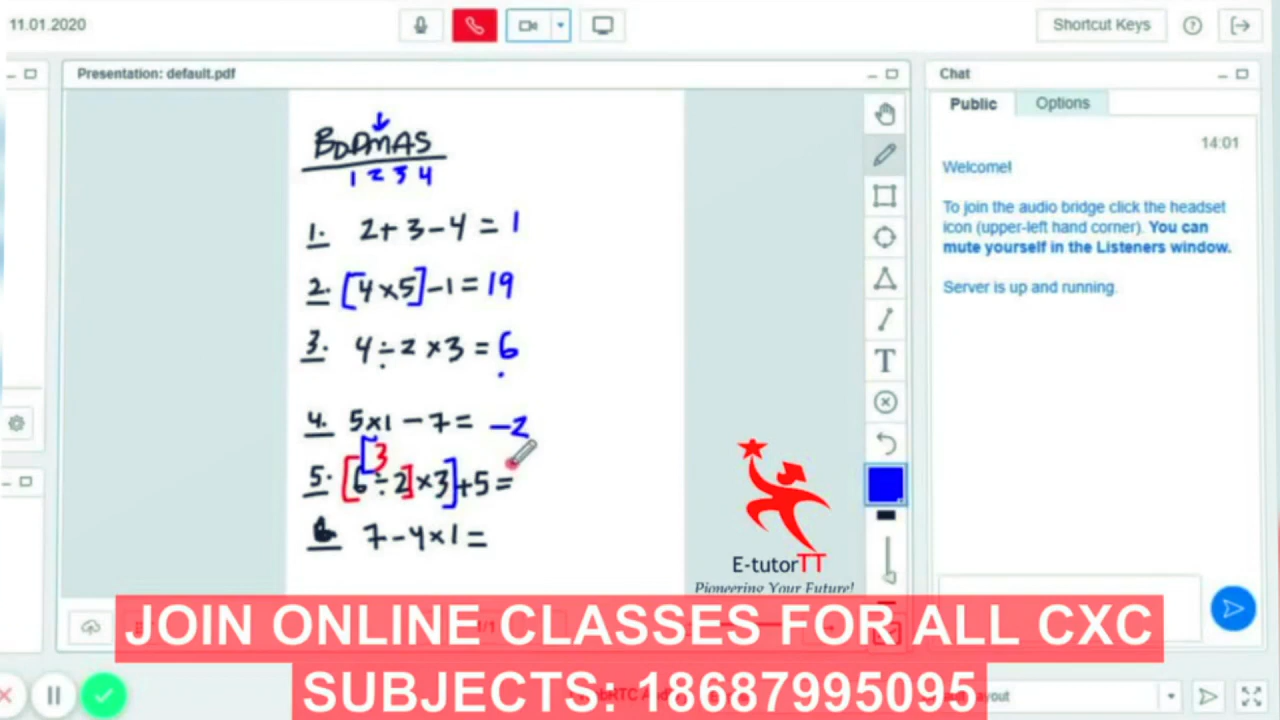 11.01.2020
Shortcut Keys
Presentation: default.pdf
BODMAS
1 2 3 4
1. 2+3-4=1
2. [4×5]-1=19
3. 4÷2×3=6
4. 5×1-7=-2
3
5. [[6÷2]×3]+5=
6 7-4×1=
E-tutorTT
Pioneering Your Future!
Chat
Public Options
14:01
Welcome!
To join the audio bridge click the headset
icon (upper-left hand corner). You can
mute yourself in the Listeners window.
Server is up and running.
JOIN ONLINE CLASSES FOR ALL CXC
SUBJECTS: 18687995095